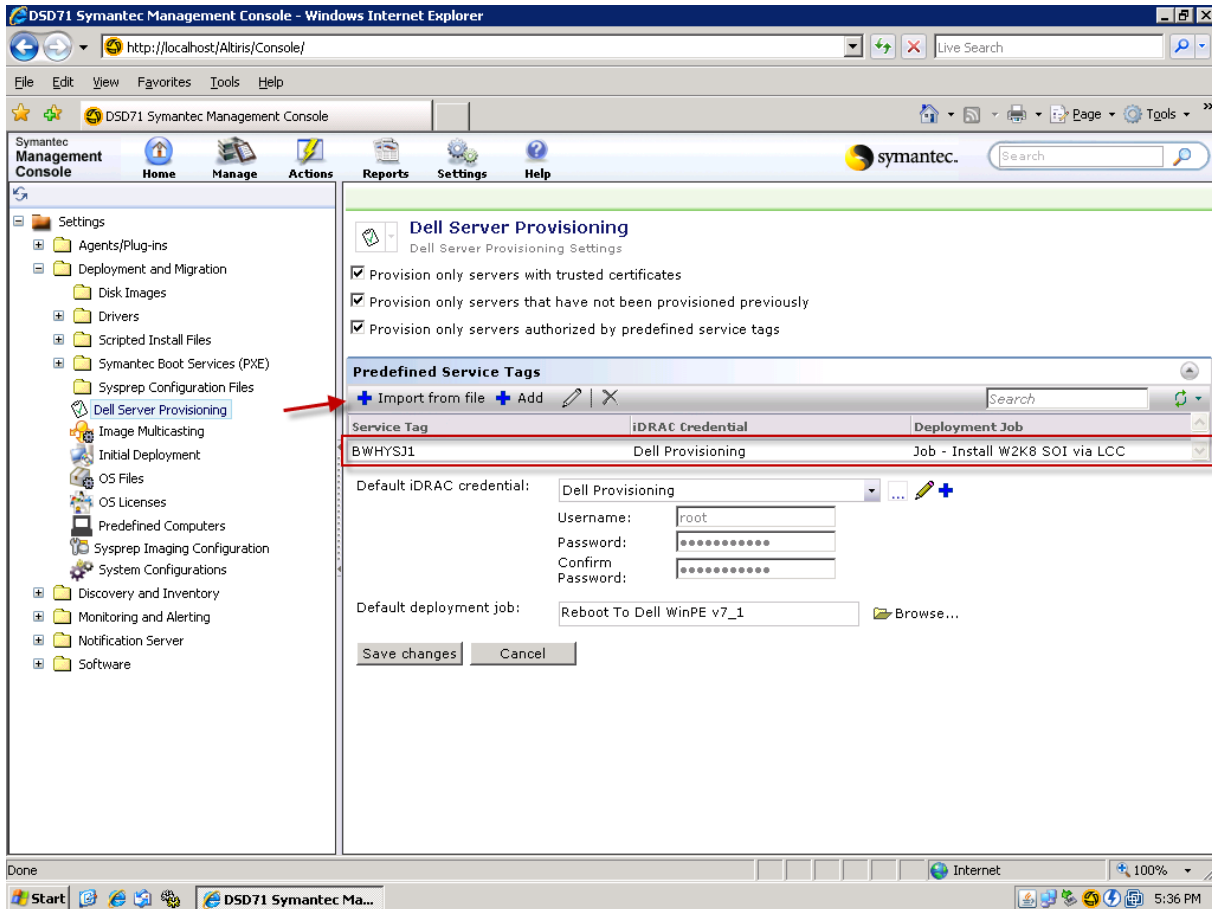 DSD71 Symantec Management Console - Windows Internet Explorer
http://localhost/Altiris/Console/
Live Search
File Edit View Favorites Tools Help
DSD71 Symantec Management Console
Page Tools
Symantec
Management
Console
Home Manage Actions Reports Settings Help
symantec.
Search
Settings
Agents/Plug-ins
Deployment and Migration
Disk Images
Drivers
Scripted Install Files
Symantec Boot Services (PXE)
Sysprep Configuration Files
Dell Server Provisioning
Image Multicasting
Initial Deployment
OS Files
OS Licenses
Predefined Computers
Sysprep Imaging Configuration
System Configurations
Discovery and Inventory
Monitoring and Alerting
Notification Server
Software
Dell Server Provisioning
Dell Server Provisioning Settings
Provision only servers with trusted certificates
Provision only servers that have not been provisioned previously
Provision only servers authorized by predefined service tags
Predefined Service Tags
Import from file Add
Search
Service Tag iDRAC Credential Deployment Job
BWHYSJ1 Dell Provisioning Job - Install W2K8 SOI via LCC
Default iDRAC credential: Dell Provisioning ...
Username: root
Password: ●●●●●●●●●●●
Confirm
Password: ●●●●●●●●●●●
Default deployment job: Reboot To Dell WinPE v7_1 Browse...
Save changes Cancel
Done Internet 100%
Start DSD71 Symantec Ma... 5:36 PM